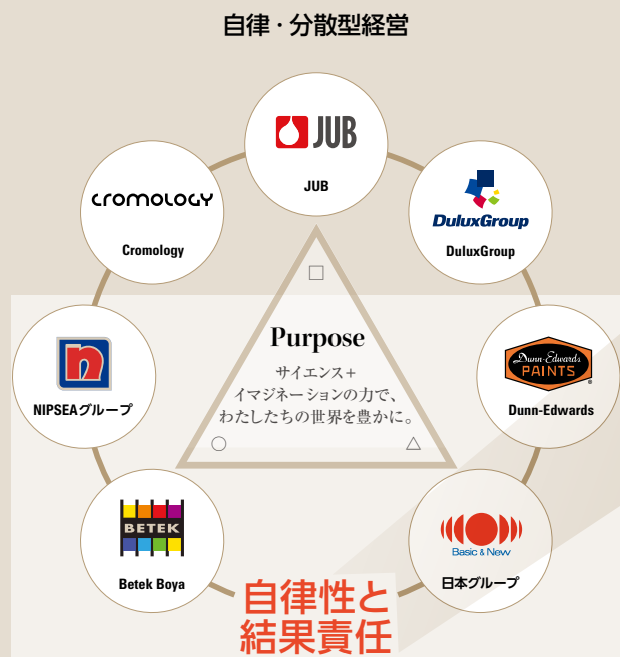 自律・分散型経営
JUB
JUB
CROMOLOGY
Cromology
DuluxGroup
DuluxGroup
□
Purpose
サイエンス＋
イマジネーションの力で、
わたしたちの世界を豊かに。
○ △
n
NIPSEAグループ
Dunn-Edwards
PAINTS
®
Dunn-Edwards
BETEK
Betek Boya
Basic & New
日本グループ
自律性と
結果責任